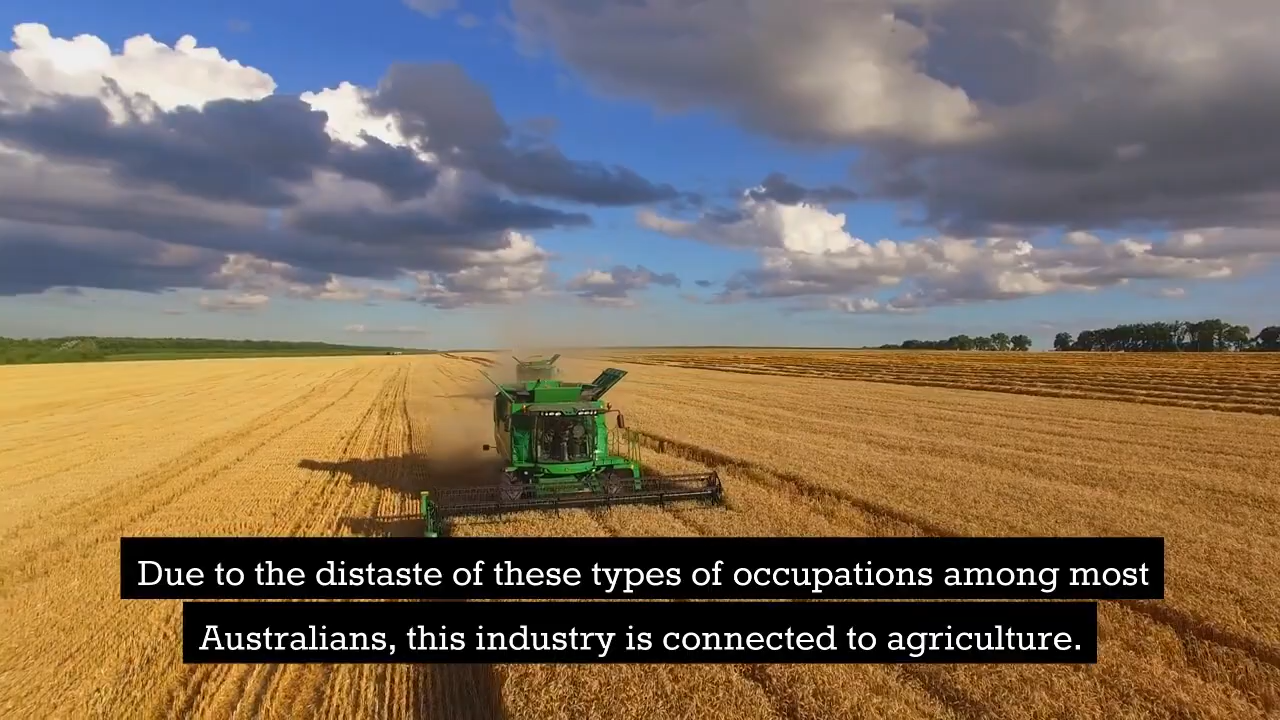 Due to the distaste of these types of occupations among most
Australians, this industry is connected to agriculture.